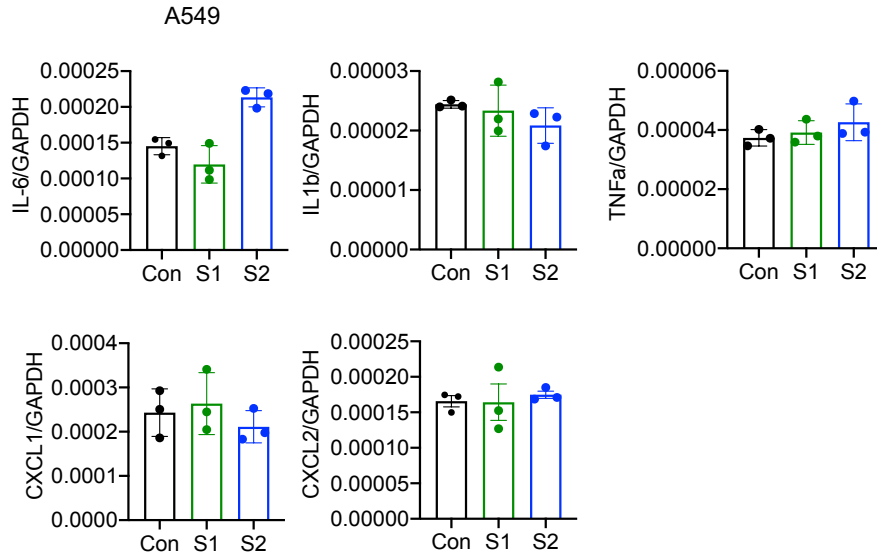 A549
IL-6/GAPDH
0.00025
0.00020
0.00015
0.00010
0.00005
0.00000
Con S1 S2
IL1b/GAPDH
0.00003
0.00002
0.00001
0.00000
Con S1 S2
TNFa/GAPDH
0.00006
0.00004
0.00002
0.00000
Con S1 S2
CXCL1/GAPDH
0.0004
0.0003
0.0002
0.0001
0.0000
Con S1 S2
CXCL2/GAPDH
0.00025
0.00020
0.00015
0.00010
0.00005
0.00000
Con S1 S2